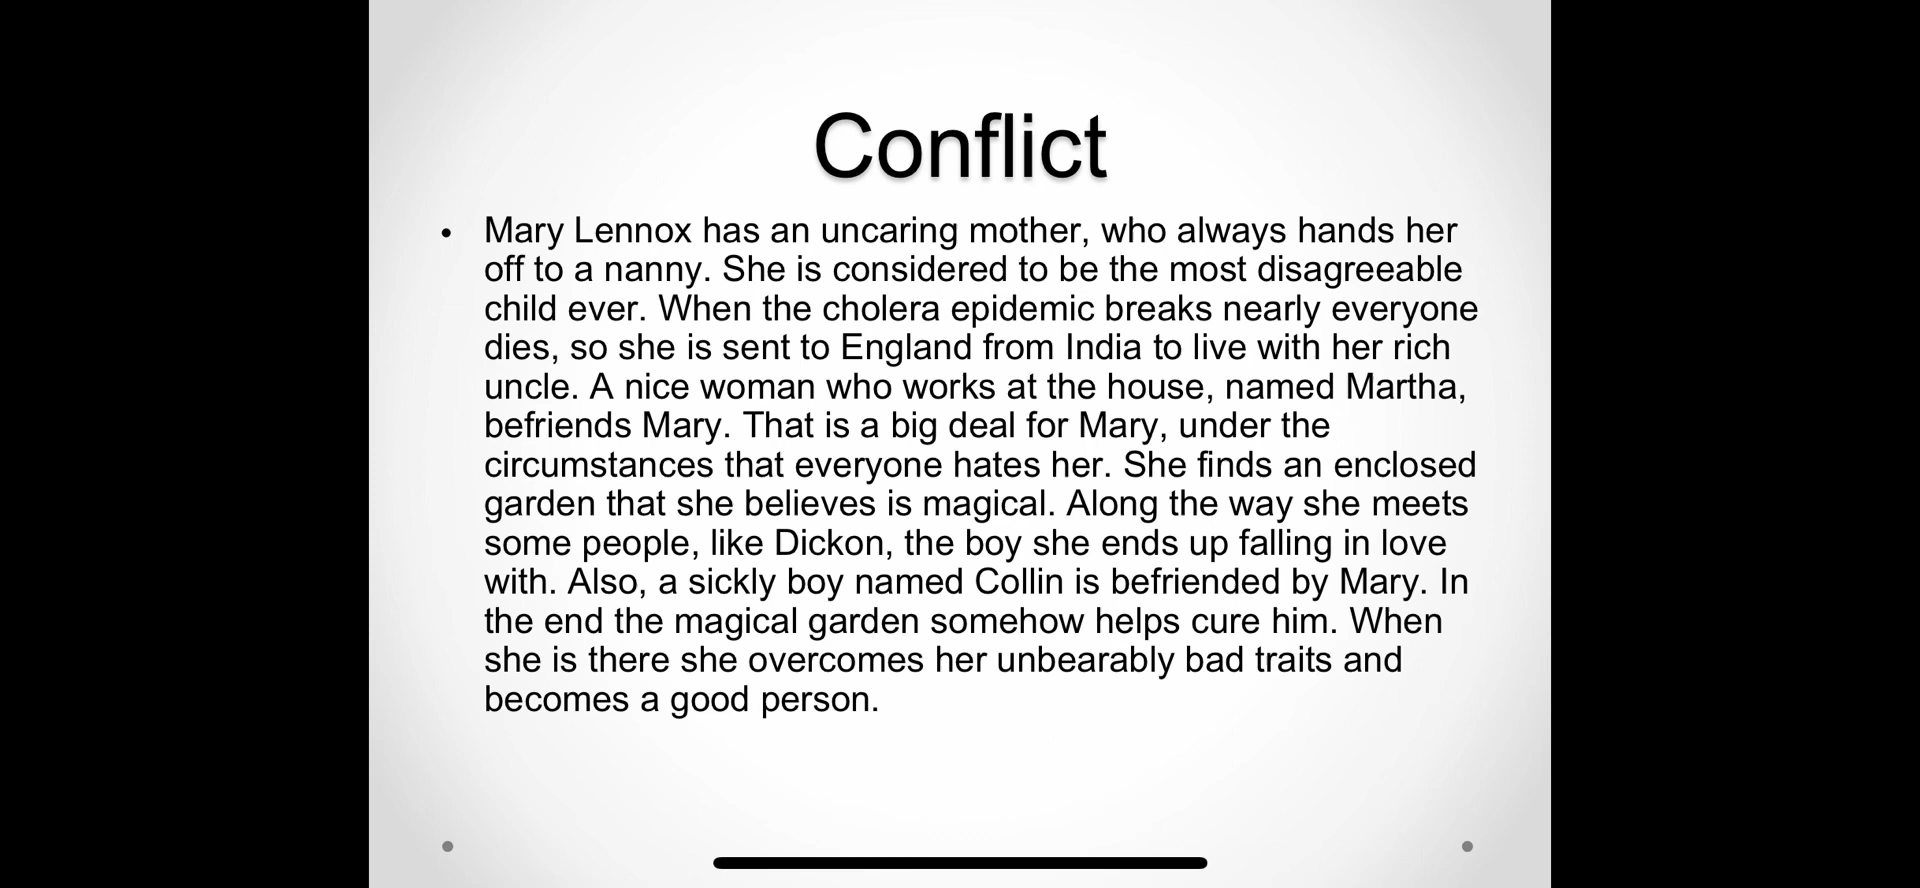 Conflict
• Mary Lennox has an uncaring mother, who always hands her
off to a nanny. She is considered to be the most disagreeable
child ever. When the cholera epidemic breaks nearly everyone
dies, so she is sent to England from India to live with her rich
uncle. A nice woman who works at the house, named Martha,
befriends Mary. That is a big deal for Mary, under the
circumstances that everyone hates her. She finds an enclosed
garden that she believes is magical. Along the way she meets
some people, like Dickon, the boy she ends up falling in love
with. Also, a sickly boy named Collin is befriended by Mary. In
the end the magical garden somehow helps cure him. When
she is there she overcomes her unbearably bad traits and
becomes a good person.